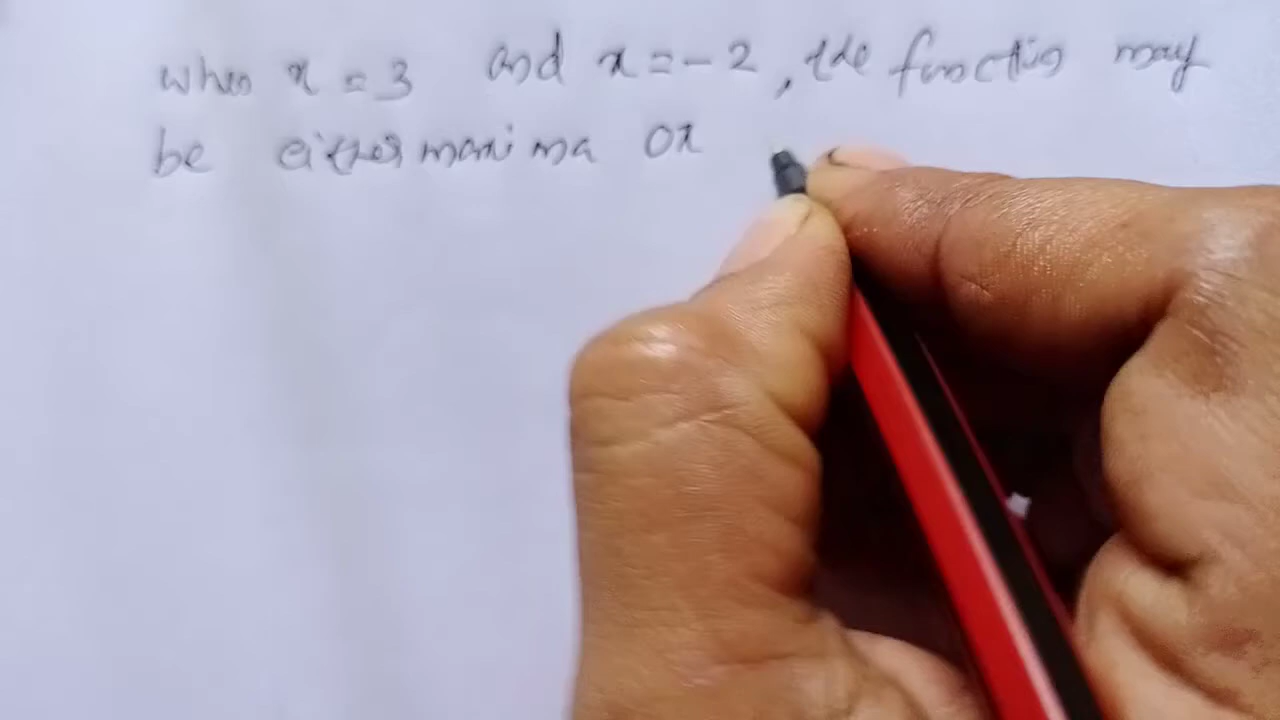 when x = 3 and x = -2, the function may
be either maxima or